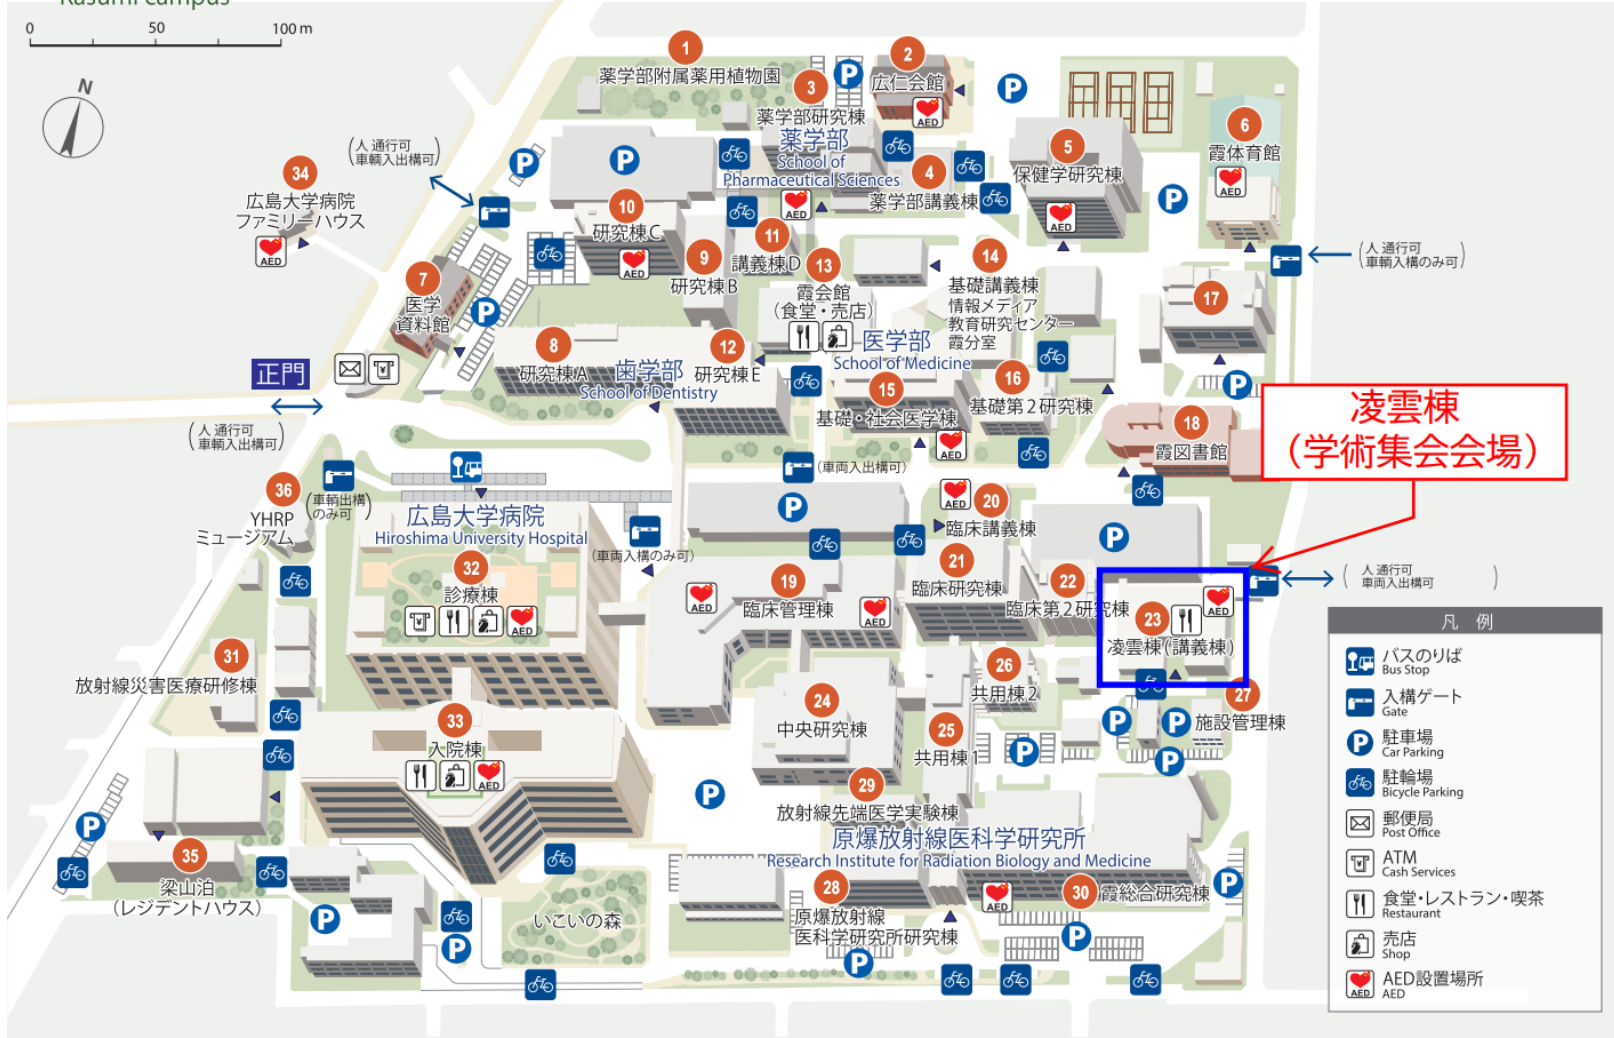 Kasumi campus
0 50 100 m
N
1
薬学部附属薬用植物園
2
広仁会館
AED
3
薬学部研究棟
薬学部
School of
Pharmaceutical Sciences
4
薬学部講義棟
5
保健学研究棟
AED
6
霞体育館
AED
P
P
P
P
P
(人 通行可
車輌入出構可)
34
広島大学病院
ファミリーハウス
AED
10
研究棟C
AED
9
研究棟B
11
講義棟D
AED
13
霞会館
(食堂・売店)
14
基礎講義棟
情報メディア
教育研究センター
霞分室
(人 通行可
車輌入構のみ可)
17
7
医学
資料館
P
8
研究棟A
歯学部
School of Dentistry
12
研究棟E
医学部
School of Medicine
15
基礎・社会医学棟
AED
16
基礎第2研究棟
P
18
霞図書館
凌雲棟
(学術集会会場)
正門
(人 通行可
車輌入出構可)
(車両入出構可)
36
YHRP
ミュージアム
(車輌出構
のみ可)
広島大学病院
Hiroshima University Hospital
(車両入構のみ可)
P
AED
20
臨床講義棟
P
32
診療棟
AED
19
臨床管理棟
AED
AED
21
臨床研究棟
22
臨床第2研究棟
23
凌雲棟(講義棟)
AED
(人 通行可
車両入出構可)
31
放射線災害医療研修棟
33
入院棟
AED
24
中央研究棟
25
共用棟1
26
共用棟2
27
施設管理棟
P
P
P
P
P
29
放射線先端医学実験棟
原爆放射線医科学研究所
Research Institute for Radiation Biology and Medicine
28
原爆放射線
医科学研究所研究棟
30
霞総合研究棟
AED
P
P
P
P
35
梁山泊
(レジデントハウス)
P
P
いこいの森
凡 例
バスのりば
Bus Stop
入構ゲート
Gate
P
駐車場
Car Parking
駐輪場
Bicycle Parking
郵便局
Post Office
ATM
Cash Services
食堂・レストラン・喫茶
Restaurant
売店
Shop
AED
AED設置場所
AED